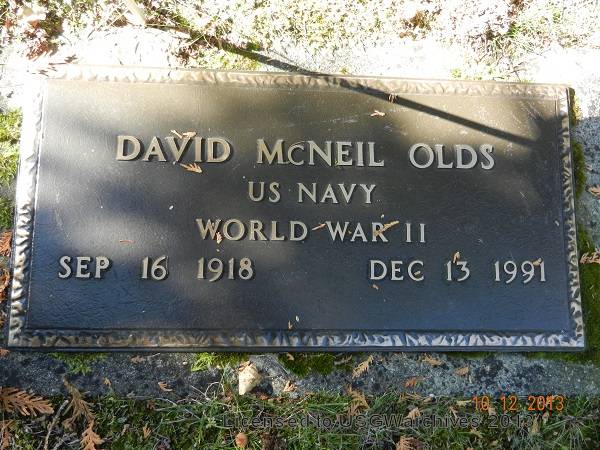 DAVID McNEIL OLDS
US NAVY
WORLD WAR II
SEP 16 1918 DEC 13 1991
10.12.2013
Licensed to USGWatchives 2013